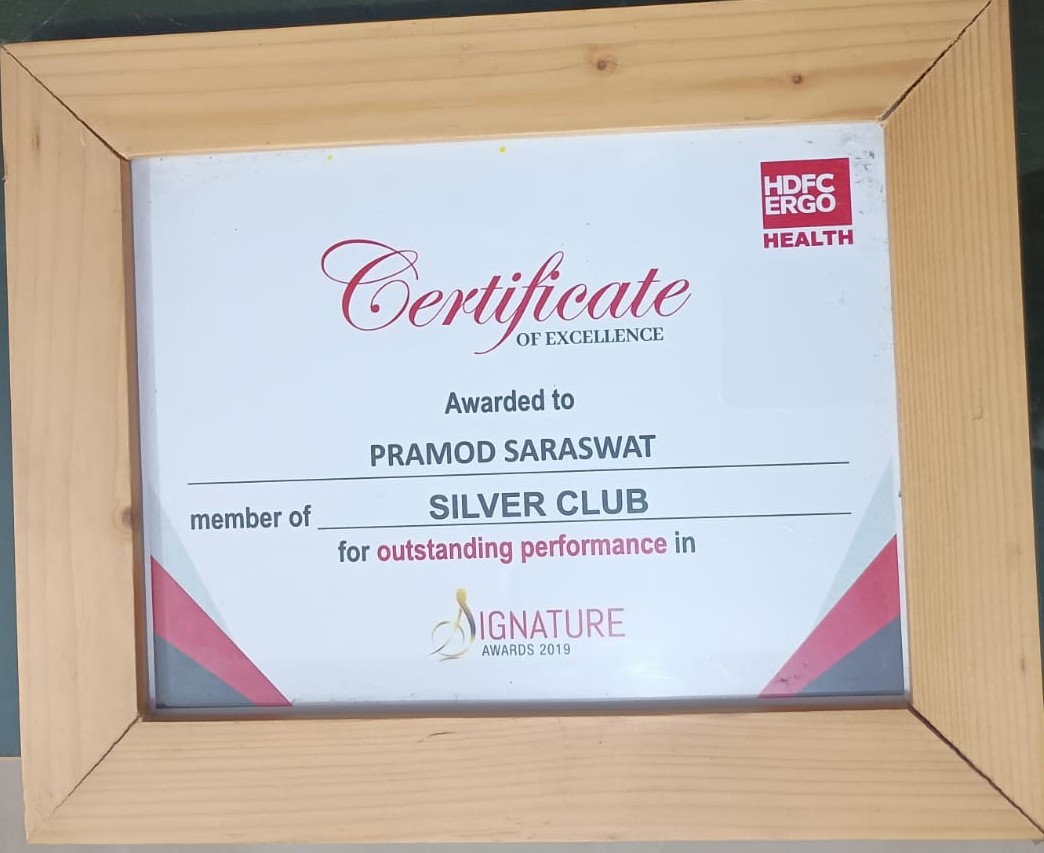 HDFC
ERGO
HEALTH
Certificate
OF EXCELLENCE
Awarded to
PRAMOD SARASWAT
member of SILVER CLUB
for outstanding performance in
SIGNATURE
AWARDS 2019